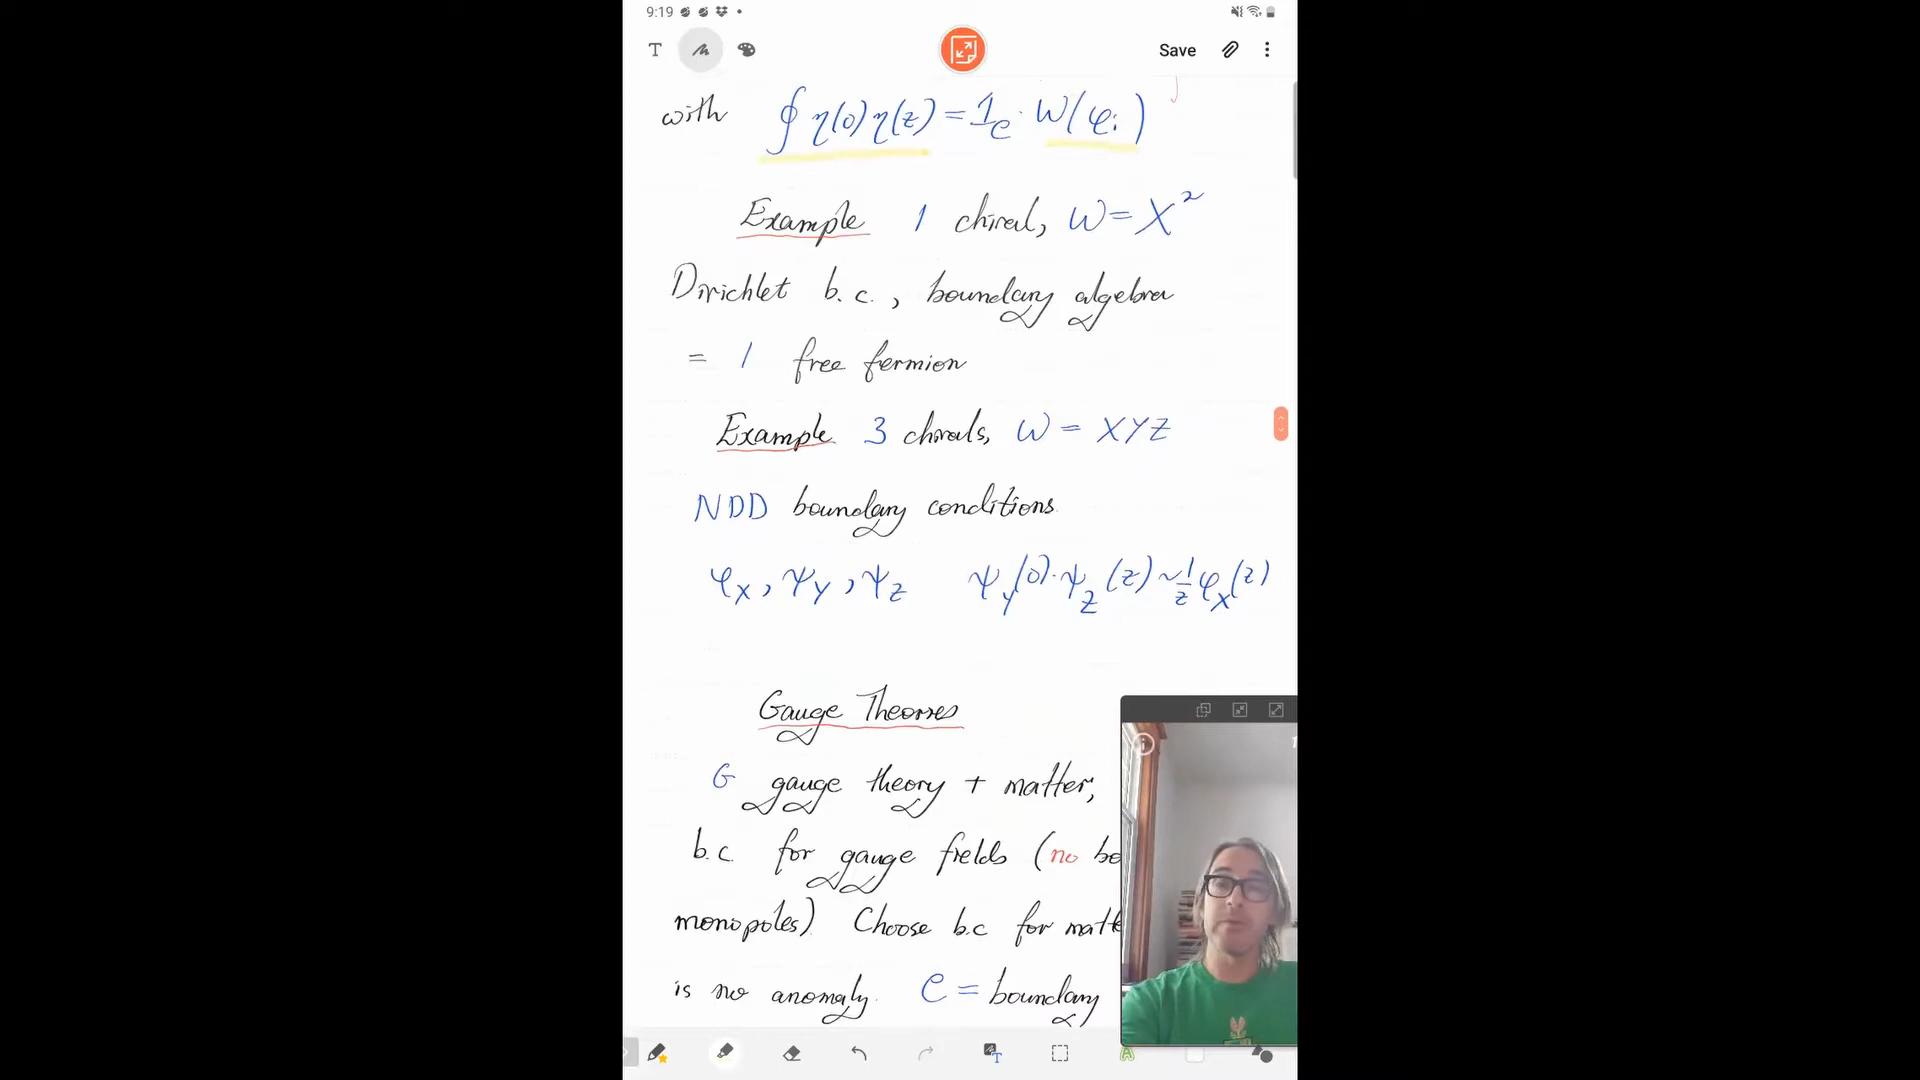 9:19
T
Save
with ∮ η(0) η(z) = 1_e · W(φ_i)
Example 1 chiral, W = X²
Dirichlet b.c., boundary algebra
= 1 free fermion
Example 3 chirals, W = XYZ
NDD boundary conditions
φ_X, ψ_Y, ψ_Z ψ_Y(0)·ψ_Z(z) ~ 1/z φ_X(z)
Gauge Theories
G gauge theory + matter,
b.c. for gauge fields (no
monopoles) Choose b.c for
is no anomaly. C = boundary